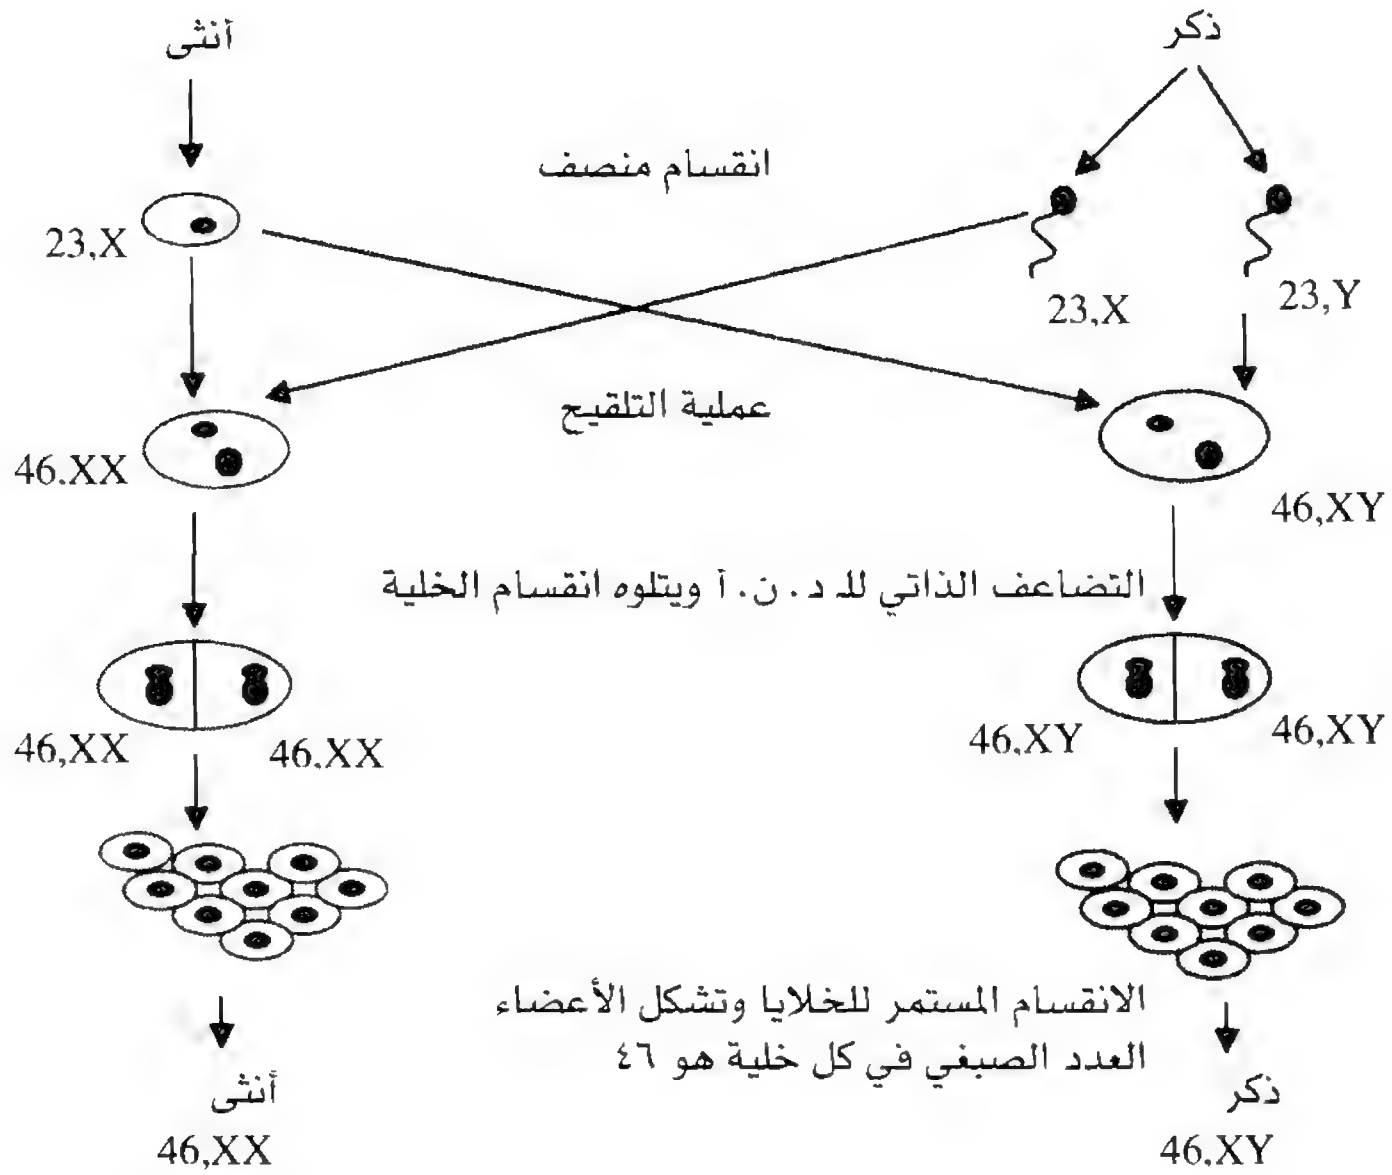 ذكر
أنثى
انقسام منصف
23,X
23,X
23,Y
عملية التلقيح
46.XX
46,XY
التضاعف الذاتي للـ د . ن . آ ويتلوه انقسام الخلية
46,XX
46,XX
46,XY
46,XY
الانقسام المستمر للخلايا وتشكل الأعضاء
العدد الصبغي في كل خلية هو ٤٦
ذكر
46,XY
أنثى
46,XX